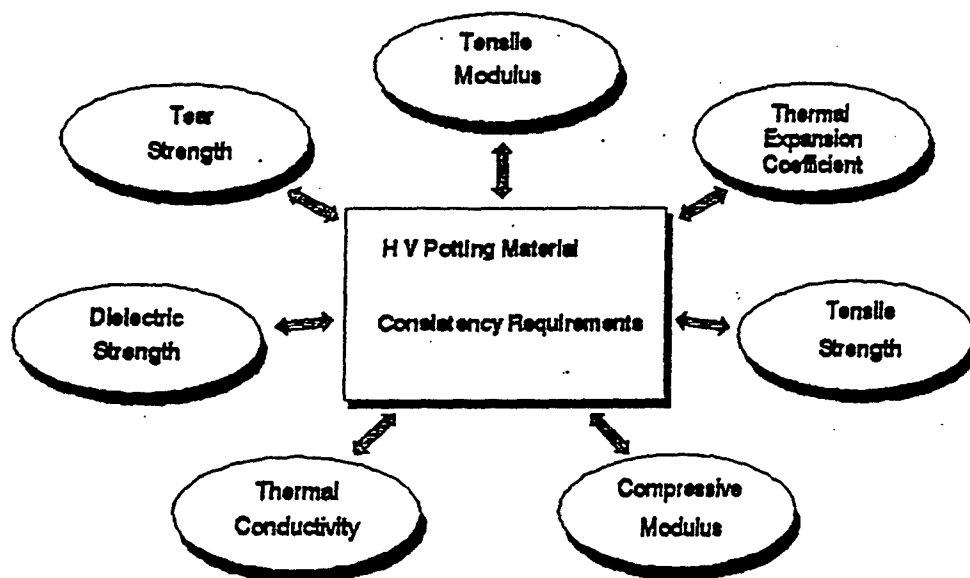 Tensile
Modulus
Tear
Strength
Thermal
Expansion
Coefficient
H V Potting Material
Consistency Requirements
Dielectric
Strength
Tensile
Strength
Thermal
Conductivity
Compressive
Modulus